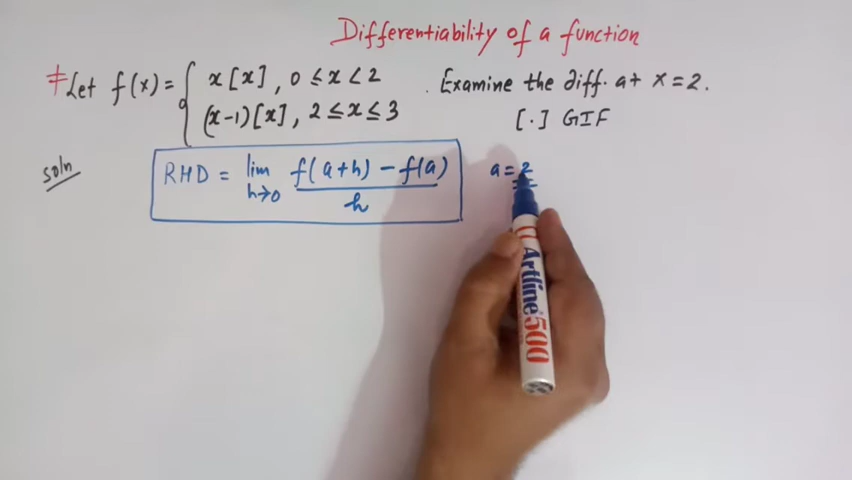 Differentiability of a function
≠ Let f(x) = { x[x], 0 ≤ x < 2 . Examine the diff. at x = 2.
(x-1)[x], 2 ≤ x ≤ 3 [.] GIF
soln RHD = lim h→0 f(a+h) - f(a) / h a = 2
Artline 500